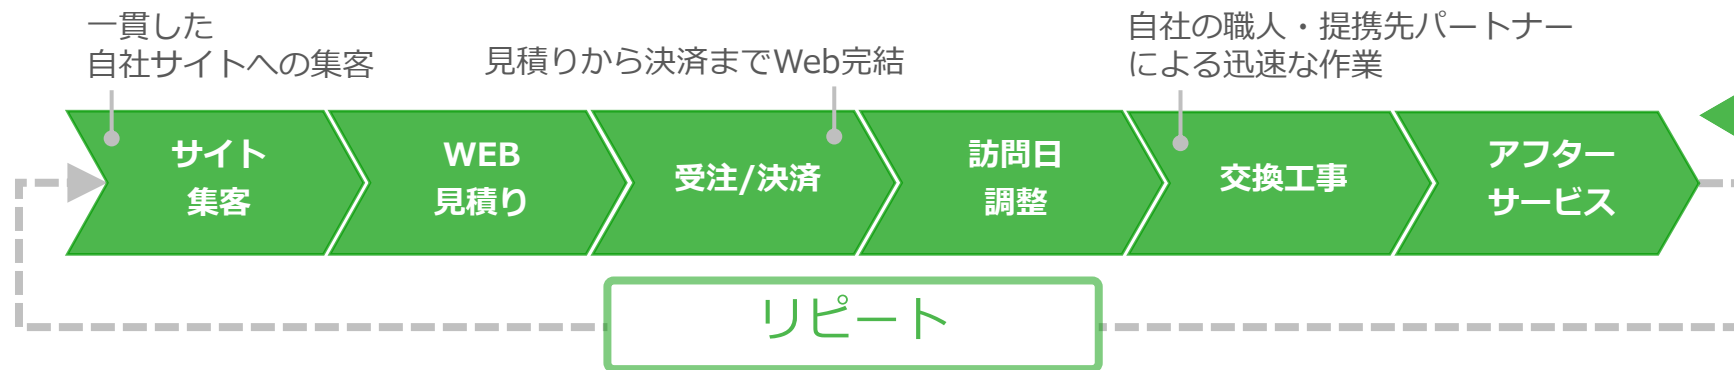 一貫した
自社サイトへの集客
見積りから決済までWeb完結
自社の職人・提携先パートナー
による迅速な作業
サイト
集客
WEB
見積り
受注/決済
訪問日
調整
交換工事
アフター
サービス
リピート